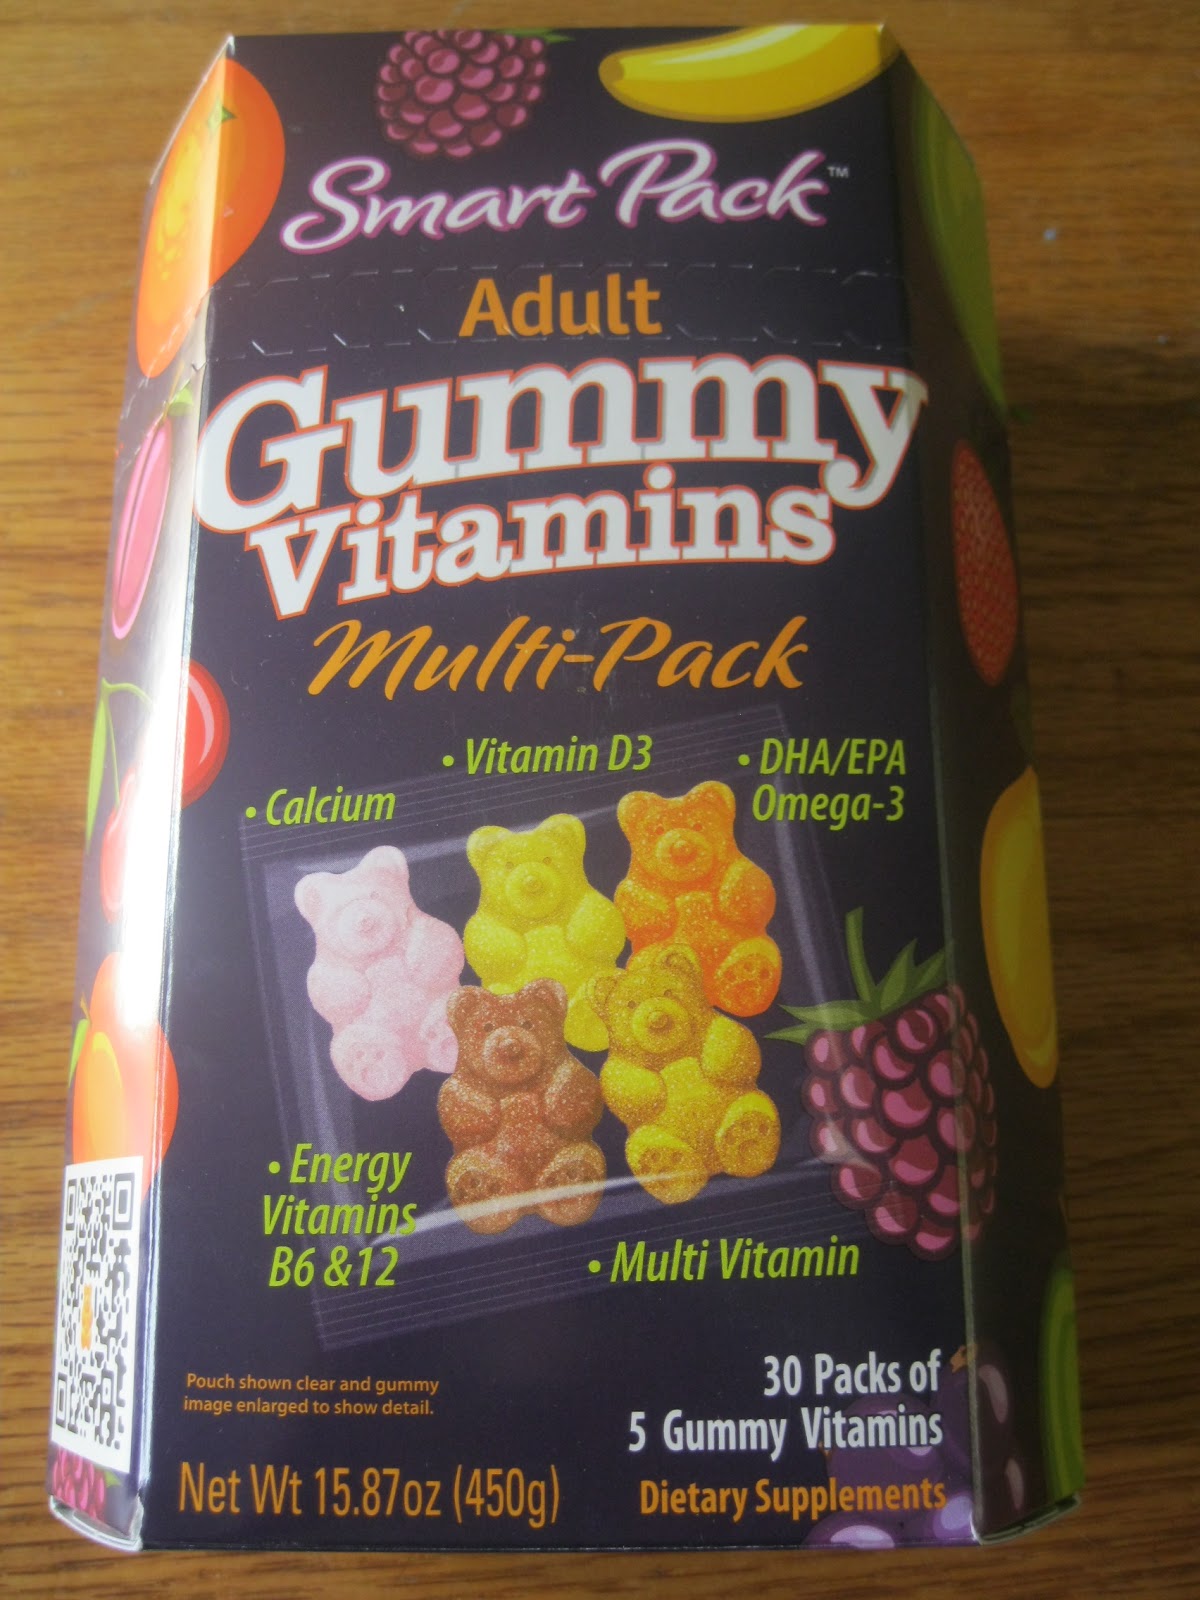 Smart Pack™
Adult
Gummy
Vitamins
Multi-Pack
• Vitamin D3
• DHA/EPA
Omega-3
• Calcium
• Energy
Vitamins
B6 &12
• Multi Vitamin
Pouch shown clear and gummy
image enlarged to show detail.
30 Packs of
5 Gummy Vitamins
Net Wt 15.87oz (450g)
Dietary Supplements